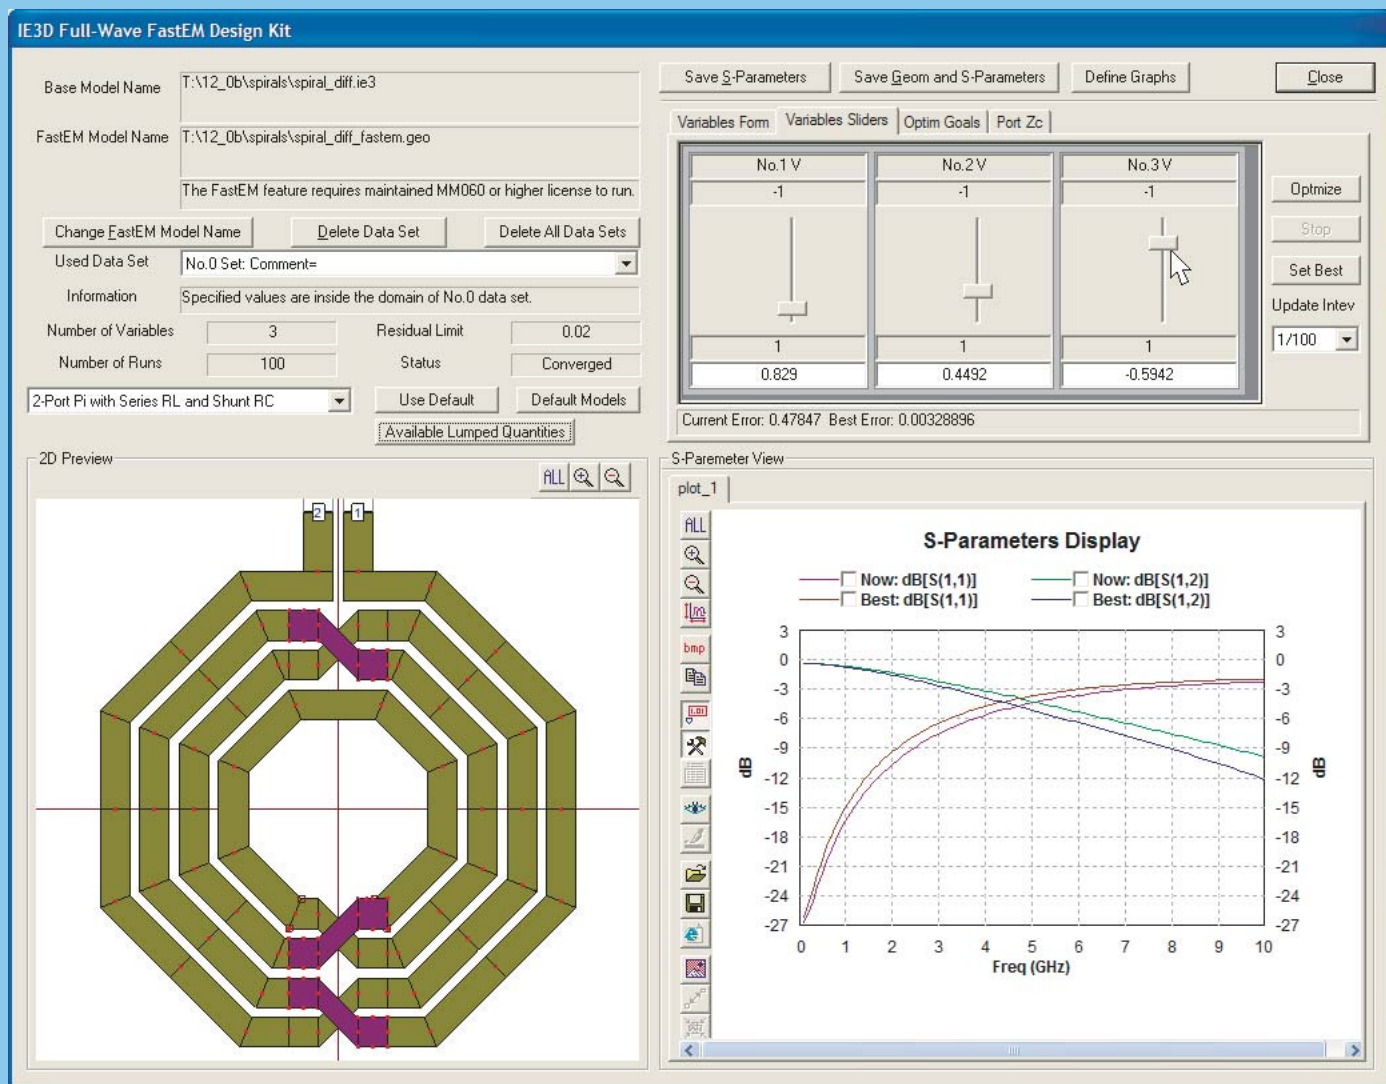 IE3D Full-Wave FastEM Design Kit
Base Model Name
T:\12_0b\spirals\spiral_diff.ie3
FastEM Model Name
T:\12_0b\spirals\spiral_diff_fastem.geo
The FastEM feature requires maintained MM060 or higher license to run.
Change FastEM Model Name
Delete Data Set
Delete All Data Sets
Used Data Set
No.0 Set: Comment=
Information
Specified values are inside the domain of No.0 data set.
Number of Variables
3
Residual Limit
0.02
Number of Runs
100
Status
Converged
2-Port Pi with Series RL and Shunt RC
Use Default
Default Models
Available Lumped Quantities
Save S-Parameters
Save Geom and S-Parameters
Define Graphs
Close
Variables Form
Variables Sliders
Optim Goals
Port Zc
No.1 V
No.2 V
No.3 V
-1
-1
-1
1
1
1
0.829
0.4492
-0.5942
Optmize
Stop
Set Best
Update Intev
1/100
Current Error: 0.47847 Best Error: 0.00328896
2D Preview
ALL
2
1
S-Paremeter View
plot_1
ALL
bmp
S-Parameters Display
Now: dB[S(1,1)]
Now: dB[S(1,2)]
Best: dB[S(1,1)]
Best: dB[S(1,2)]
3
0
-3
-6
-9
-12
-15
-18
-21
-24
-27
dB
3
0
-3
-6
-9
-12
-15
-18
-21
-24
-27
dB
0 1 2 3 4 5 6 7 8 9 10
Freq (GHz)